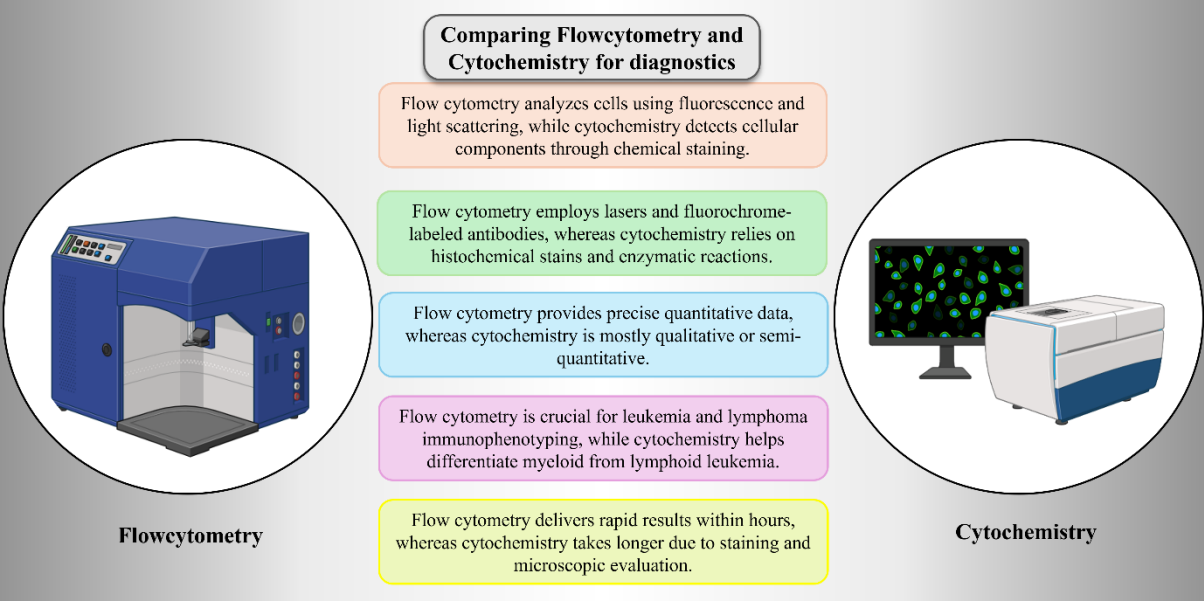 Comparing Flowcytometry and
Cytochemistry for diagnostics
Flow cytometry analyzes cells using fluorescence and
light scattering, while cytochemistry detects cellular
components through chemical staining.
Flow cytometry employs lasers and fluorochrome-
labeled antibodies, whereas cytochemistry relies on
histochemical stains and enzymatic reactions.
Flow cytometry provides precise quantitative data,
whereas cytochemistry is mostly qualitative or semi-
quantitative.
Flow cytometry is crucial for leukemia and lymphoma
immunophenotyping, while cytochemistry helps
differentiate myeloid from lymphoid leukemia.
Flow cytometry delivers rapid results within hours,
whereas cytochemistry takes longer due to staining and
microscopic evaluation.
Flowcytometry
Cytochemistry